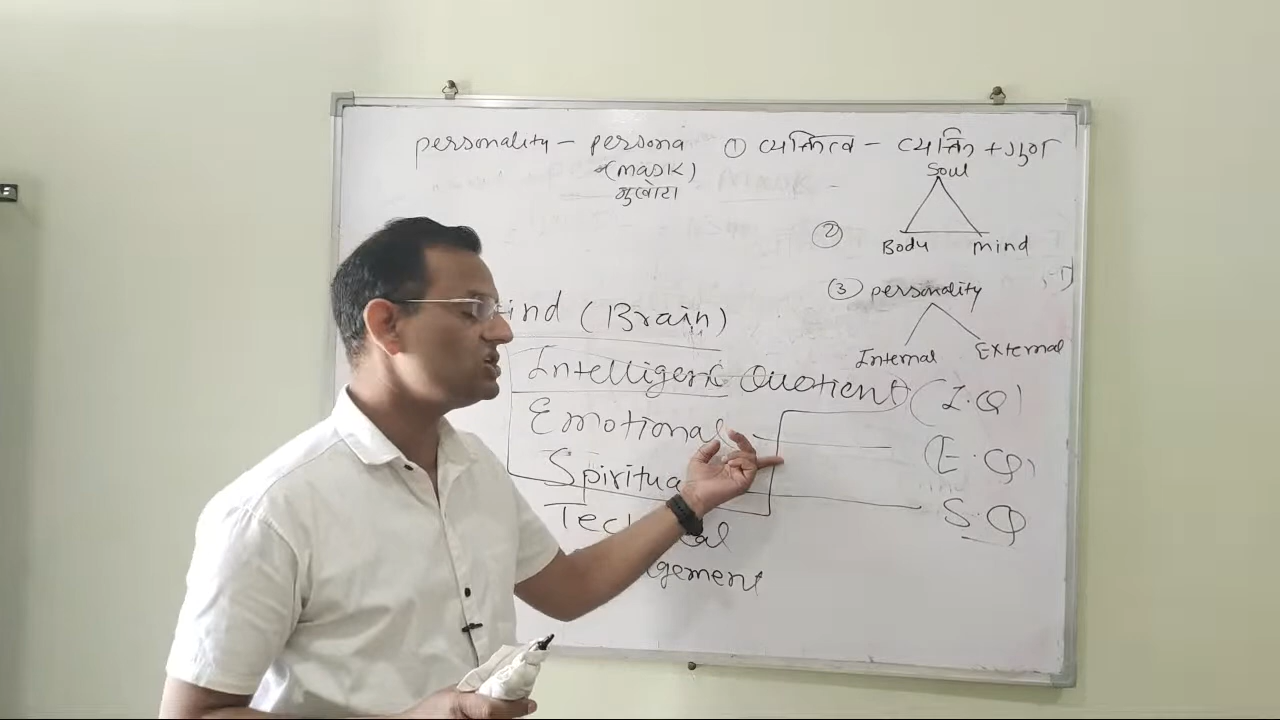 personality - persona ① व्यक्तित्व - व्यक्ति + गुण
(mask)
मुखोटा
Soul
②
Body mind
③ personality
Internal External
ind (Brain)
Intelligent Quotient (I.Q)
Emotional (E.Q)
Spiritua S.Q
Tec al
gement